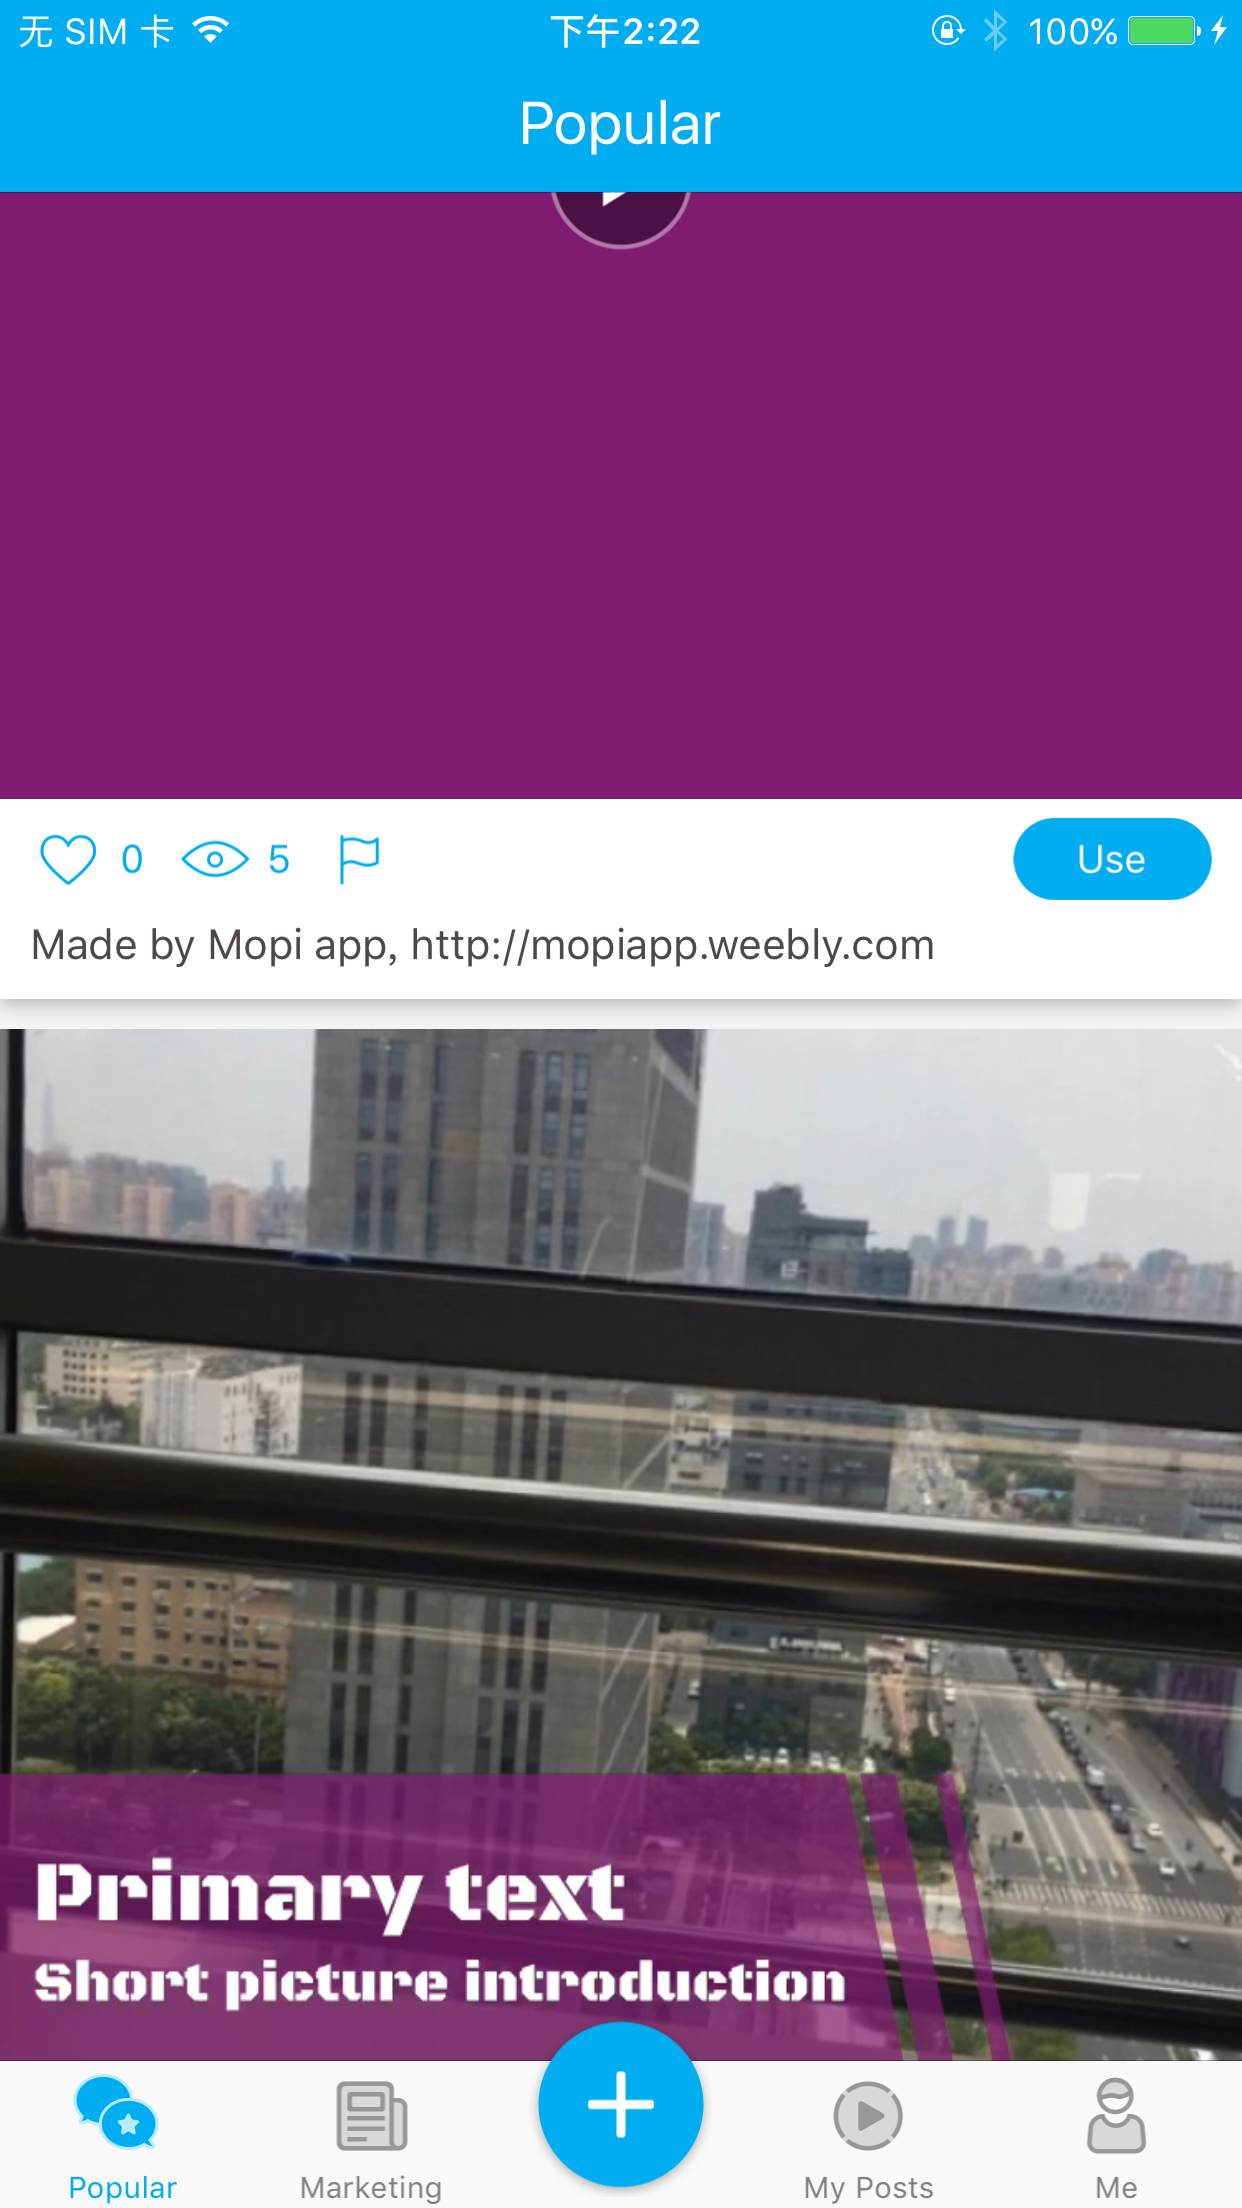 无 SIM 卡 下午2:22 100%
Popular
0 5 Use
Made by Mopi app, http://mopiapp.weebly.com
Primary text
Short picture introduction
Popular Marketing My Posts Me